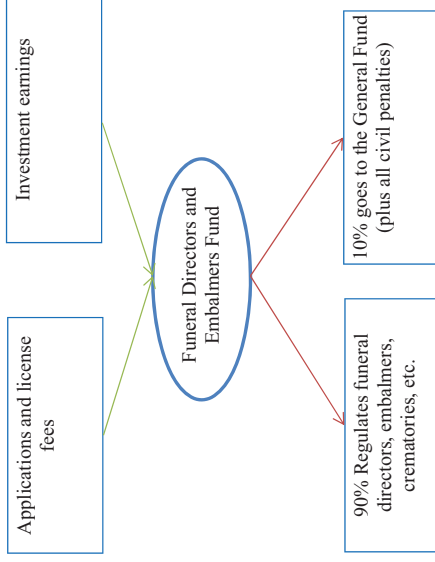 Applications and license
fees
Investment earnings
Funeral Directors and
Embalmers Fund
90% Regulates funeral
directors, embalmers,
crematories, etc.
10% goes to the General Fund
(plus all civil penalties)